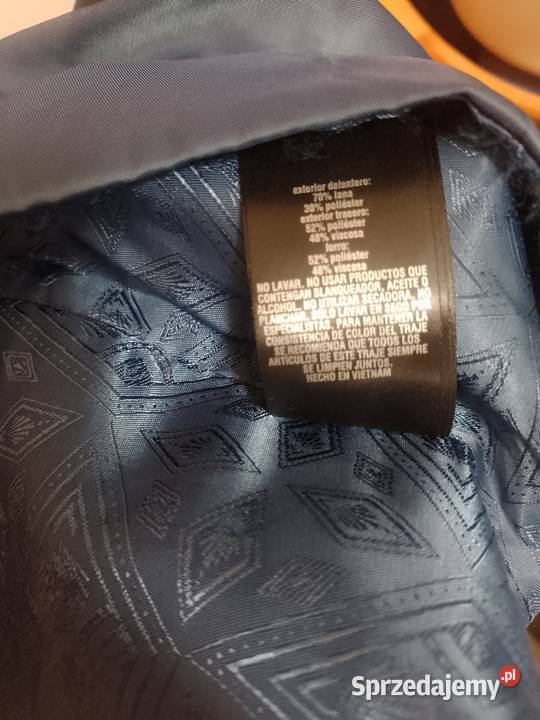 exterior delantero:
70% lana
30% poliéster
exterior trasero:
52% poliéster
48% viscosa
forro:
52% poliéster
48% viscosa
NO LAVAR. NO USAR PRODUCTOS QUE
CONTENGAN BLANQUEADOR, ACEITE O
ALCOHOL. NO UTILIZAR SECADORA. NO
PLANCHAR. SOLO LAVAR EN SECO POR
ESPECIALISTAS. PARA MANTENER LA
CONSISTENCIA DE COLOR DEL TRAJE
SE RECOMIENDA QUE TODOS LOS
ARTICULOS DE ESTE TRAJE SIEMPRE
SE LIMPIEN JUNTOS.
HECHO EN VIETNAM
Sprzedajemy.pl